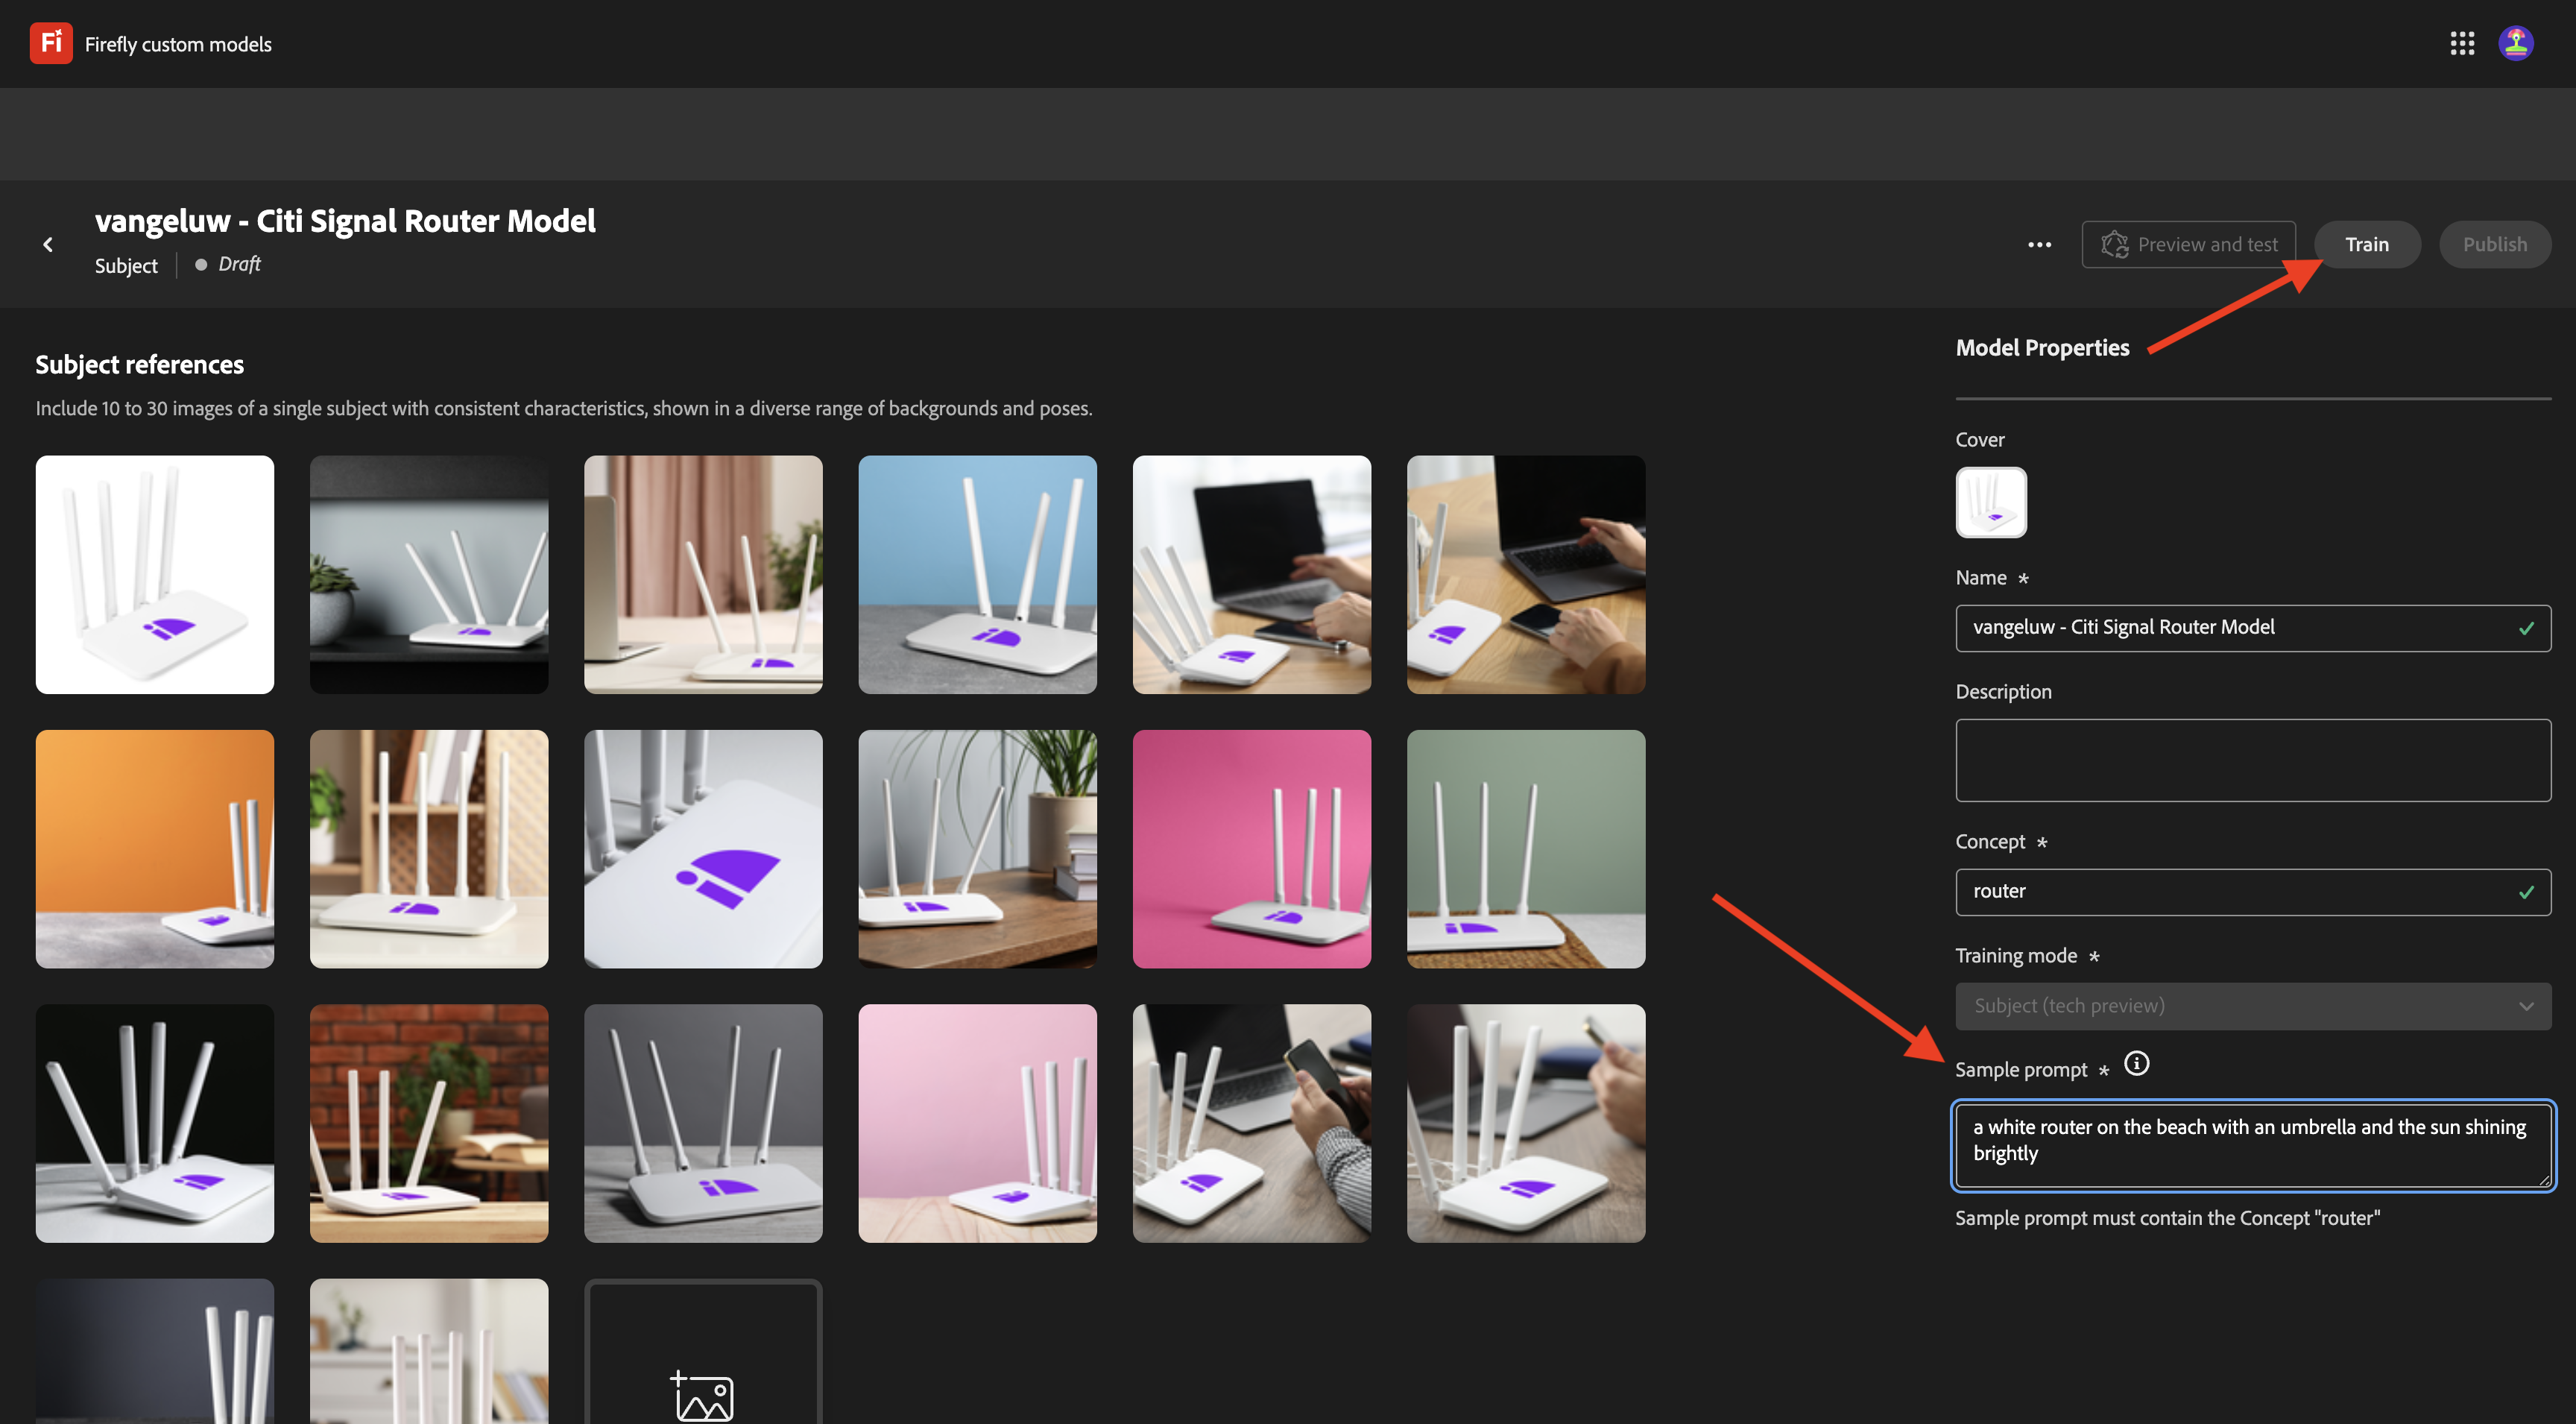 Fi
Firefly custom models
vangeluw - Citi Signal Router Model
Subject
Draft
Preview and test
Train
Publish
Subject references
Include 10 to 30 images of a single subject with consistent characteristics, shown in a diverse range of backgrounds and poses.
Model Properties
Cover
Name *
vangeluw - Citi Signal Router Model
Description
Concept *
router
Training mode *
Subject (tech preview)
Sample prompt *
a white router on the beach with an umbrella and the sun shining
brightly
Sample prompt must contain the Concept "router"